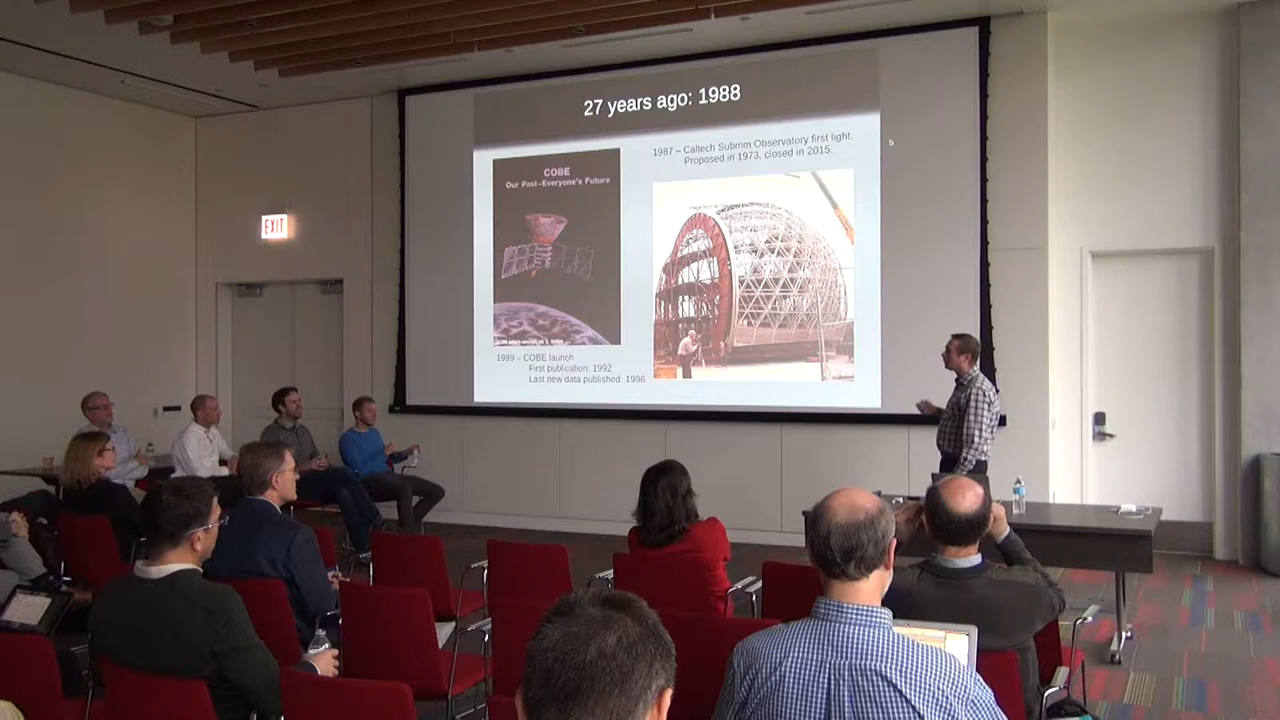 27 years ago: 1988
1987 – Caltech Submm Observatory first light.
Proposed in 1973, closed in 2015.
COBE
Our Past–Everyone's Future
1989 – COBE launch
First publication: 1992
Last new data published: 1996
EXIT